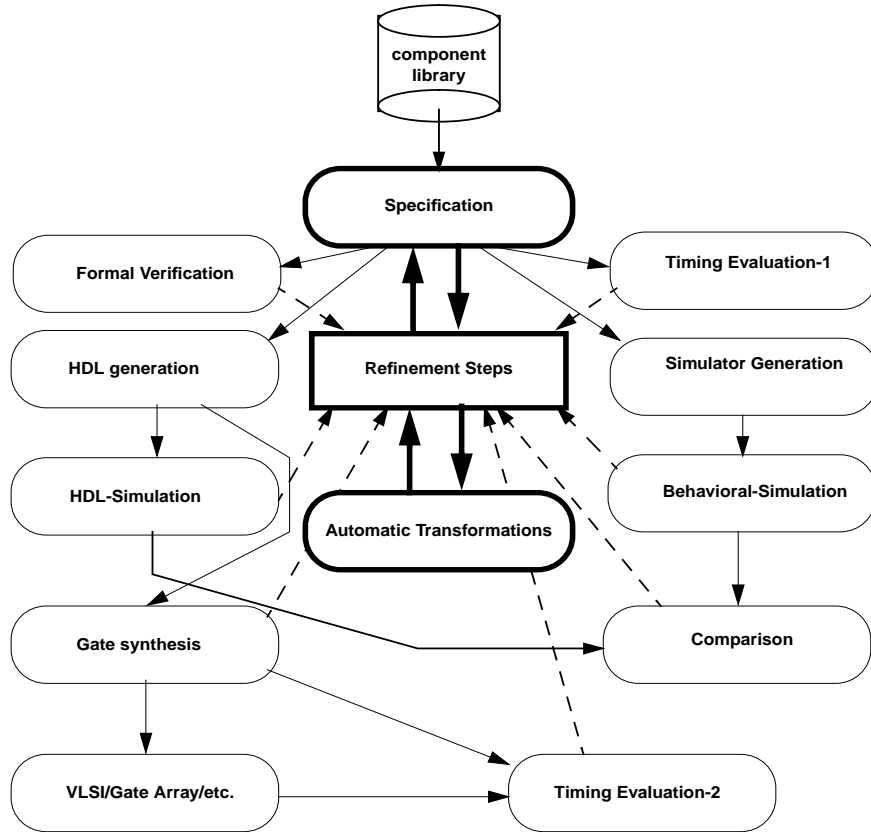 component
library
Specification
Formal Verification
Timing Evaluation-1
HDL generation
Refinement Steps
Simulator Generation
HDL-Simulation
Behavioral-Simulation
Automatic Transformations
Gate synthesis
Comparison
VLSI/Gate Array/etc.
Timing Evaluation-2